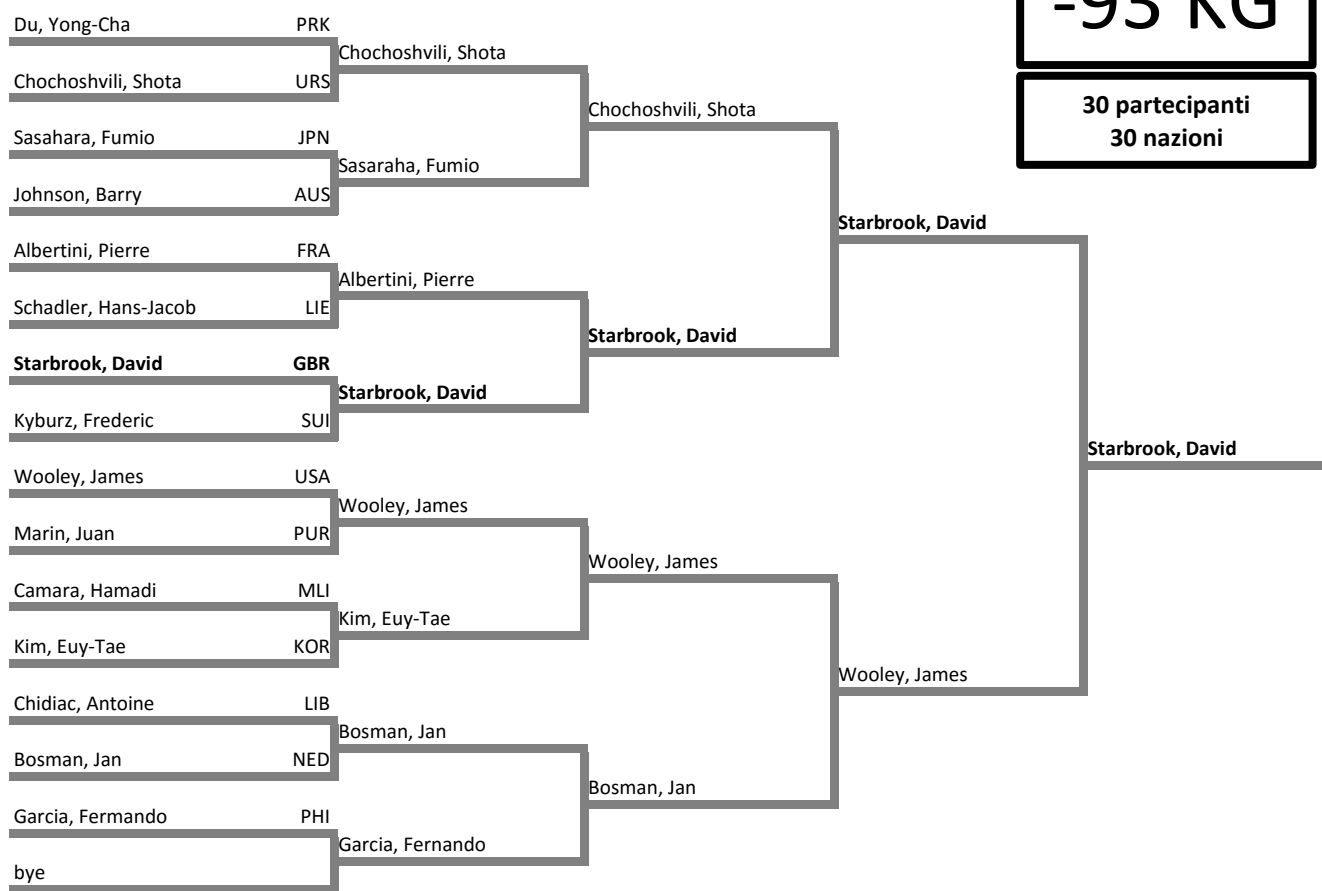 -93 KG
30 partecipanti
30 nazioni
Du, Yong-Cha PRK
Chochoshvili, Shota URS
Sasahara, Fumio JPN
Johnson, Barry AUS
Albertini, Pierre FRA
Schadler, Hans-Jacob LIE
Starbrook, David GBR
Kyburz, Frederic SUI
Wooley, James USA
Marin, Juan PUR
Camara, Hamadi MLI
Kim, Euy-Tae KOR
Chidiac, Antoine LIB
Bosman, Jan NED
Garcia, Fermando PHI
bye
Chochoshvili, Shota
Sasaraha, Fumio
Albertini, Pierre
Starbrook, David
Wooley, James
Kim, Euy-Tae
Bosman, Jan
Garcia, Fernando
Chochoshvili, Shota
Starbrook, David
Wooley, James
Bosman, Jan
Starbrook, David
Wooley, James
Starbrook, David